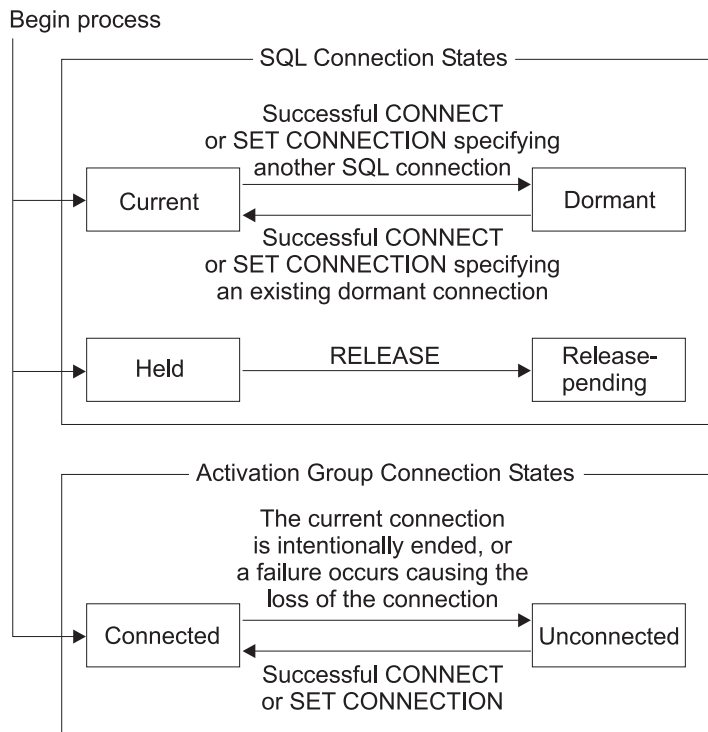 Begin process
SQL Connection States
Successful CONNECT
or SET CONNECTION specifying
another SQL connection
Current
Dormant
Successful CONNECT
or SET CONNECTION specifying
an existing dormant connection
Held
RELEASE
Release-
pending
Activation Group Connection States
The current connection
is intentionally ended, or
a failure occurs causing the
loss of the connection
Connected
Unconnected
Successful CONNECT
or SET CONNECTION